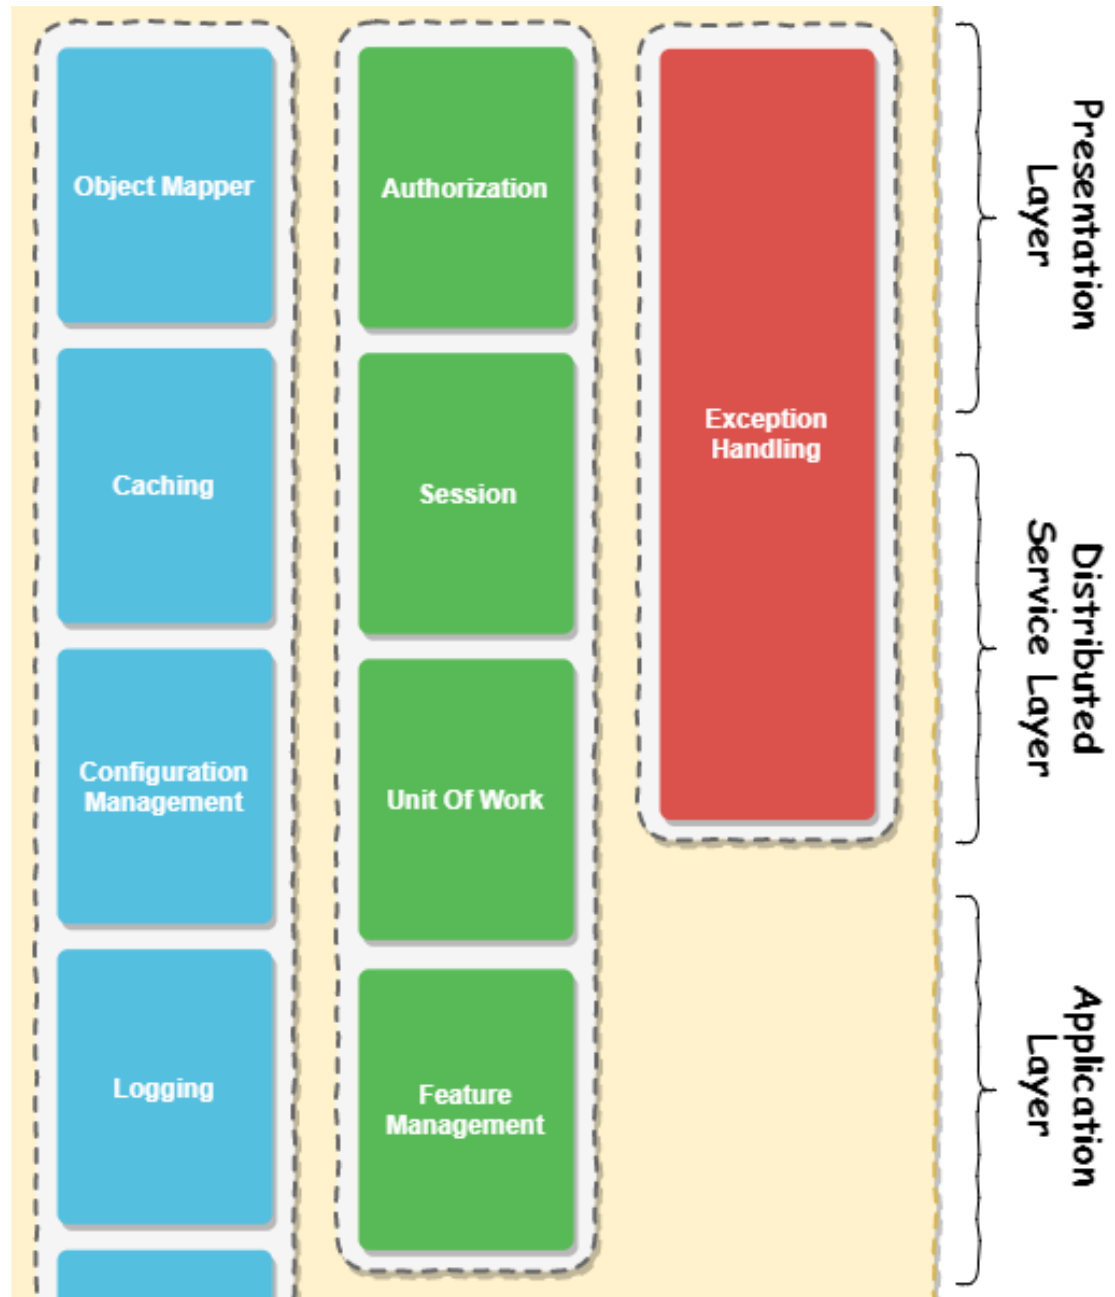 Object Mapper
Caching
Configuration
Management
Logging
Authorization
Session
Unit Of Work
Feature
Management
Exception
Handling
Presentation
Layer
Distributed
Service Layer
Application
Layer